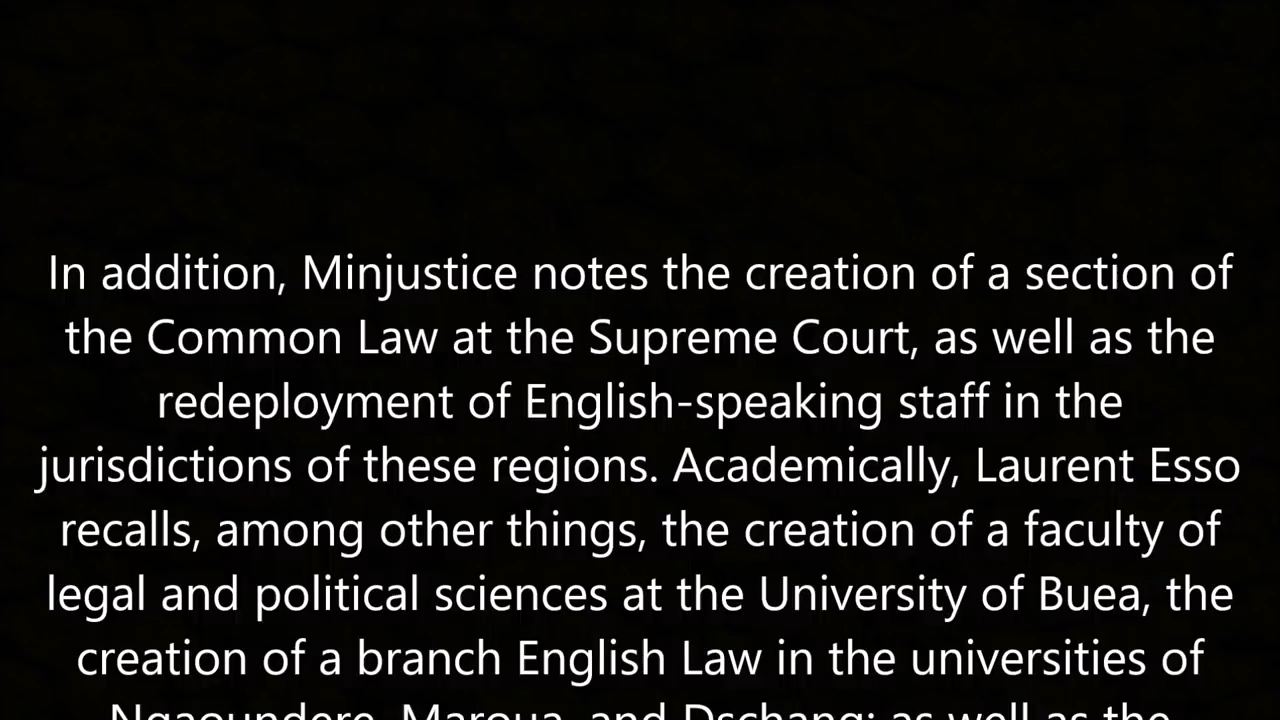 In addition, Minjustice notes the creation of a section of
the Common Law at the Supreme Court, as well as the
redeployment of English-speaking staff in the
jurisdictions of these regions. Academically, Laurent Esso
recalls, among other things, the creation of a faculty of
legal and political sciences at the University of Buea, the
creation of a branch English Law in the universities of
Ngaoundere, Maroua, and Dschang; as well as the